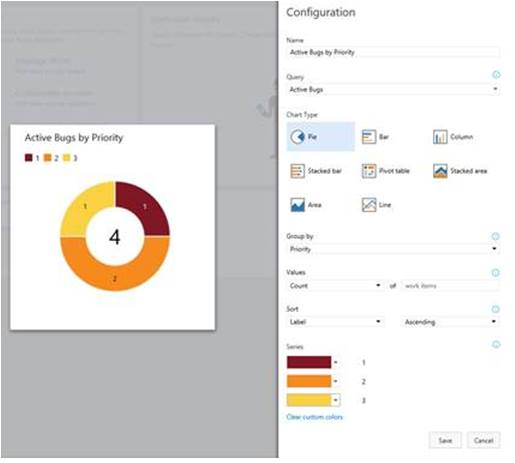 Configuration
Name
Active Bugs by Priority
Query
Active Bugs
Chart Type
Pie
Bar
Column
Stacked bar
Pivot table
Stacked area
Area
Line
Group by
Priority
Values
Count
of
work items
Sort
Label
Ascending
Series
1
2
3
Clear custom colors
Save
Cancel
Active Bugs by Priority
1 2 3
1
1
4
2